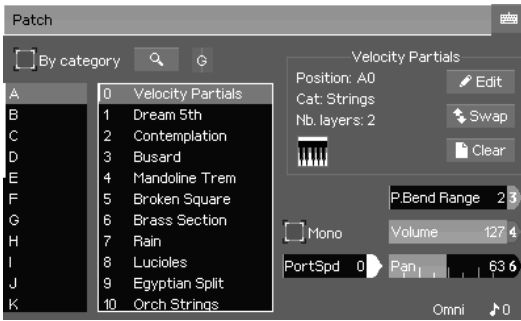 Patch
By category
G
A
B
C
D
E
F
G
H
I
J
K
0 Velocity Partials
1 Dream 5th
2 Contemplation
3 Busard
4 Mandoline Trem
5 Broken Square
6 Brass Section
7 Rain
8 Lucioles
9 Egyptian Split
10 Orch Strings
Velocity Partials
Position: A0
Cat: Strings
Nb. layers: 2
Edit
Swap
Clear
P.Bend Range 2 3
Mono
Volume 127 4
PortSpd 0
Pan 63 6
Omni 0